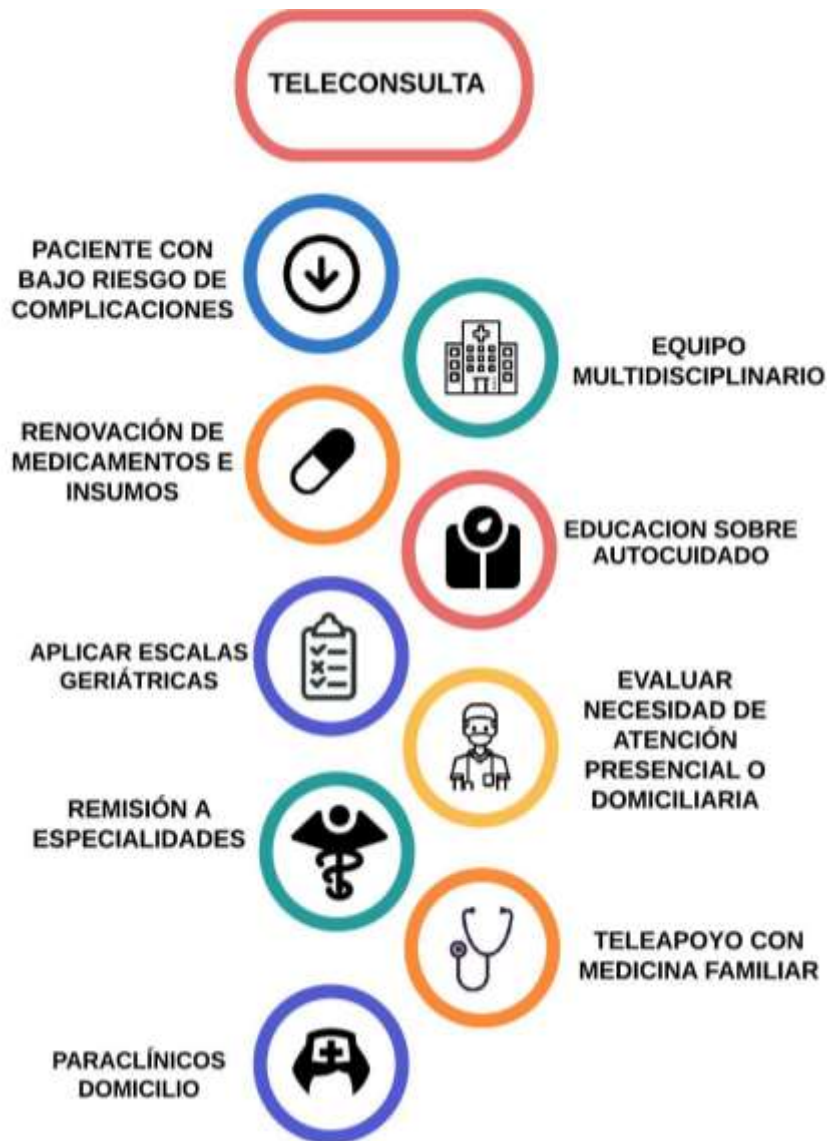 TELECONSULTA
PACIENTE CON
BAJO RIESGO DE
COMPLICACIONES
EQUIPO
MULTIDISCIPLINARIO
RENOVACIÓN DE
MEDICAMENTOS E
INSUMOS
EDUCACION SOBRE
AUTOCUIDADO
APLICAR ESCALAS
GERIÁTRICAS
EVALUAR
NECESIDAD DE
ATENCIÓN
PRESENCIAL O
DOMICILIARIA
REMISIÓN A
ESPECIALIDADES
TELEAPOYO CON
MEDICINA FAMILIAR
PARACLÍNICOS
DOMICILIO